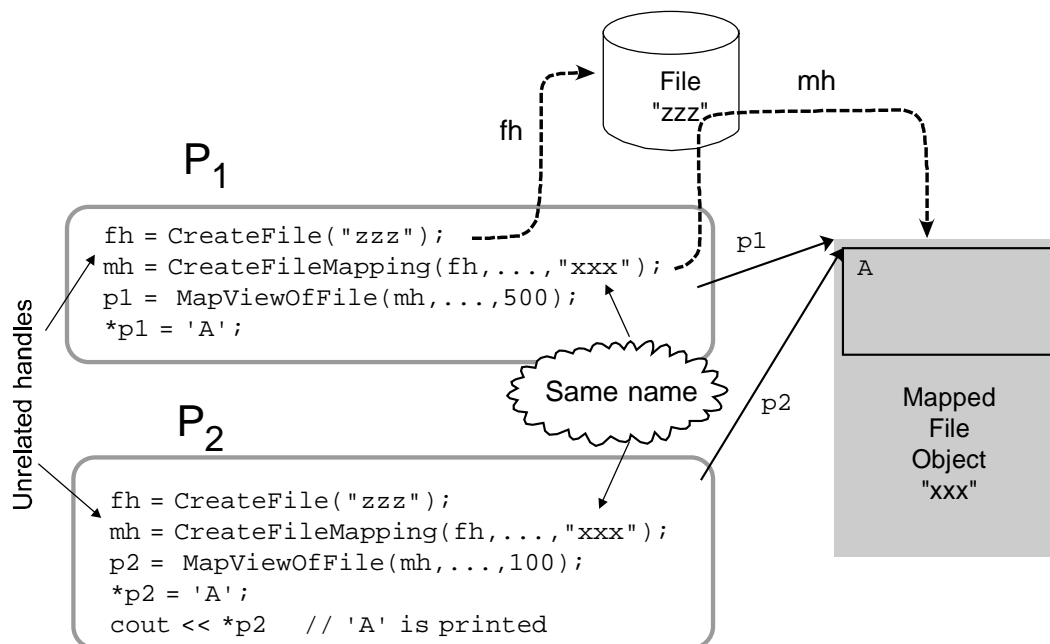 File
"zzz"
mh
fh
P1
fh = CreateFile("zzz");
mh = CreateFileMapping(fh,...,"xxx");
p1 = MapViewOfFile(mh,...,500);
*p1 = 'A';
p1
A
Unrelated handles
Same name
p2
Mapped
File
Object
"xxx"
P2
fh = CreateFile("zzz");
mh = CreateFileMapping(fh,...,"xxx");
p2 = MapViewOfFile(mh,...,100);
*p2 = 'A';
cout << *p2 // 'A' is printed